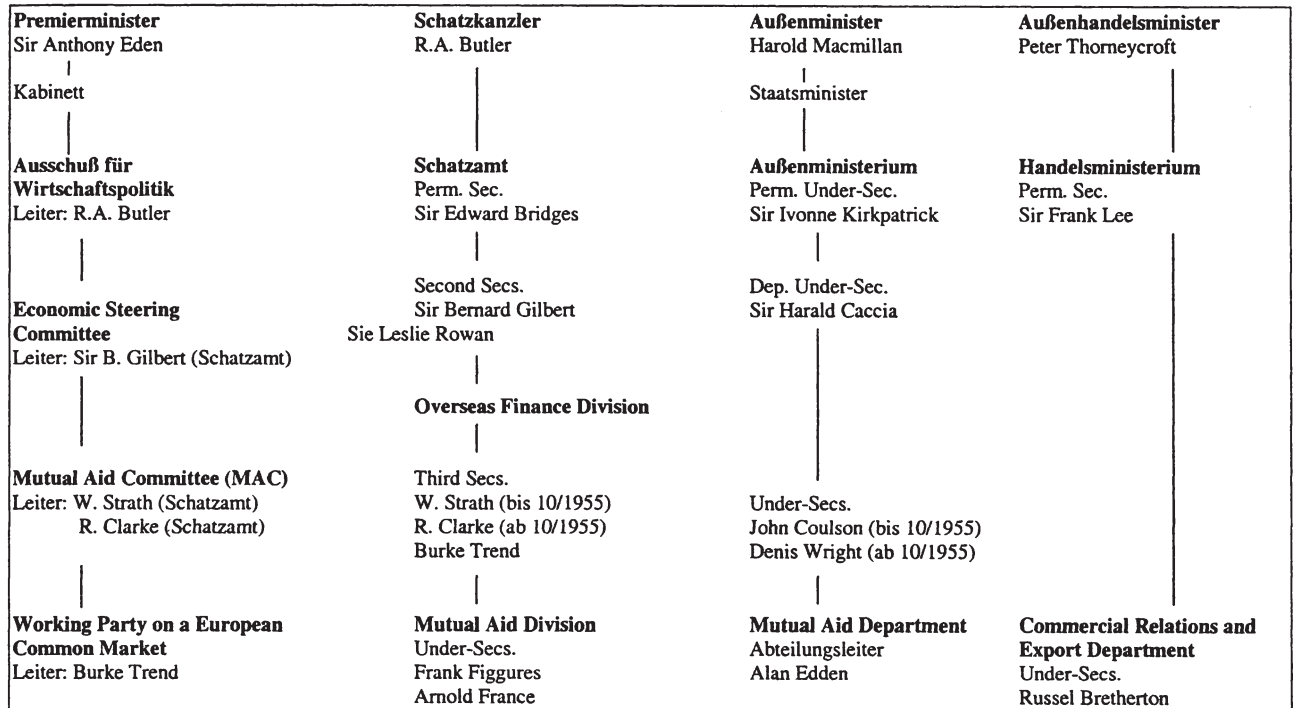 Premierminister
Sir Anthony Eden
Kabinett
Ausschuß für
Wirtschaftspolitik
Leiter: R.A. Butler
Economic Steering
Committee
Leiter: Sir B. Gilbert (Schatzamt)
Mutual Aid Committee (MAC)
Leiter: W. Strath (Schatzamt)
R. Clarke (Schatzamt)
Working Party on a European
Common Market
Leiter: Burke Trend
Schatzkanzler
R.A. Butler
Schatzamt
Perm. Sec.
Sir Edward Bridges
Second Secs.
Sir Bernard Gilbert
Sie Leslie Rowan
Overseas Finance Division
Third Secs.
W. Strath (bis 10/1955)
R. Clarke (ab 10/1955)
Burke Trend
Mutual Aid Division
Under-Secs.
Frank Figgures
Arnold France
Außenminister
Harold Macmillan
Staatsminister
Außenministerium
Perm. Under-Sec.
Sir Ivonne Kirkpatrick
Dep. Under-Sec.
Sir Harald Caccia
Under-Secs.
John Coulson (bis 10/1955)
Denis Wright (ab 10/1955)
Mutual Aid Department
Abteilungsleiter
Alan Edden
Außenhandelsminister
Peter Thorneycroft
Handelsministerium
Perm. Sec.
Sir Frank Lee
Commercial Relations and
Export Department
Under-Secs.
Russel Bretherton